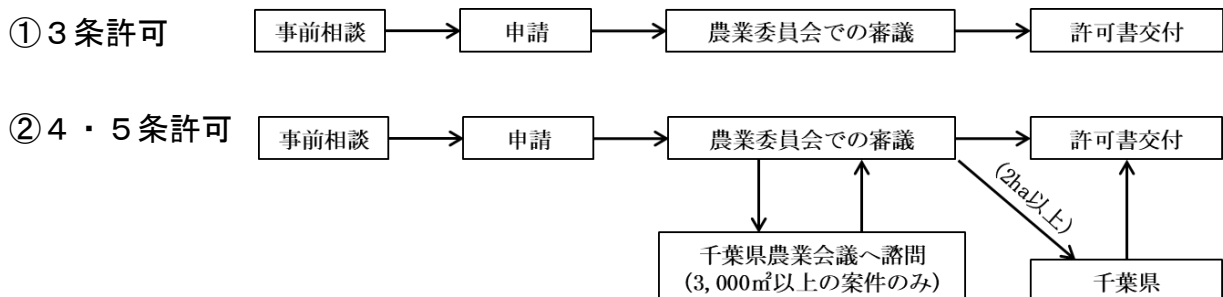 ①３条許可
事前相談
申請
農業委員会での審議
許可書交付
②４・５条許可
事前相談
申請
農業委員会での審議
許可書交付
(2ha以上)
千葉県農業会議へ諮問
(3,000㎡以上の案件のみ)
千葉県